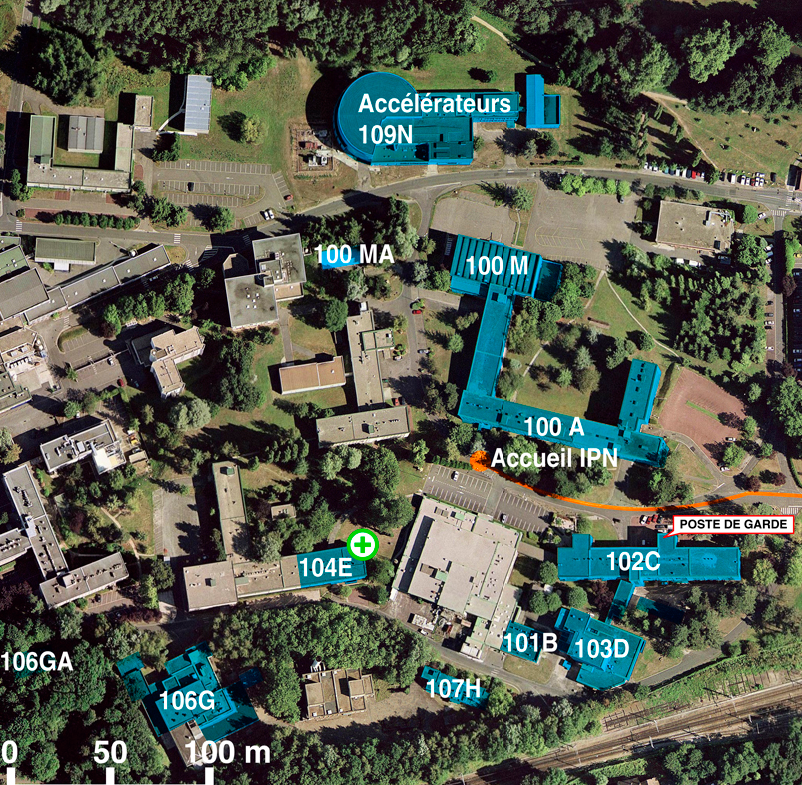 Accélérateurs
109N
100 MA
100 M
100 A
Accueil IPN
POSTE DE GARDE
104E
102C
101B
103D
106GA
107H
106G
0 50 100 m